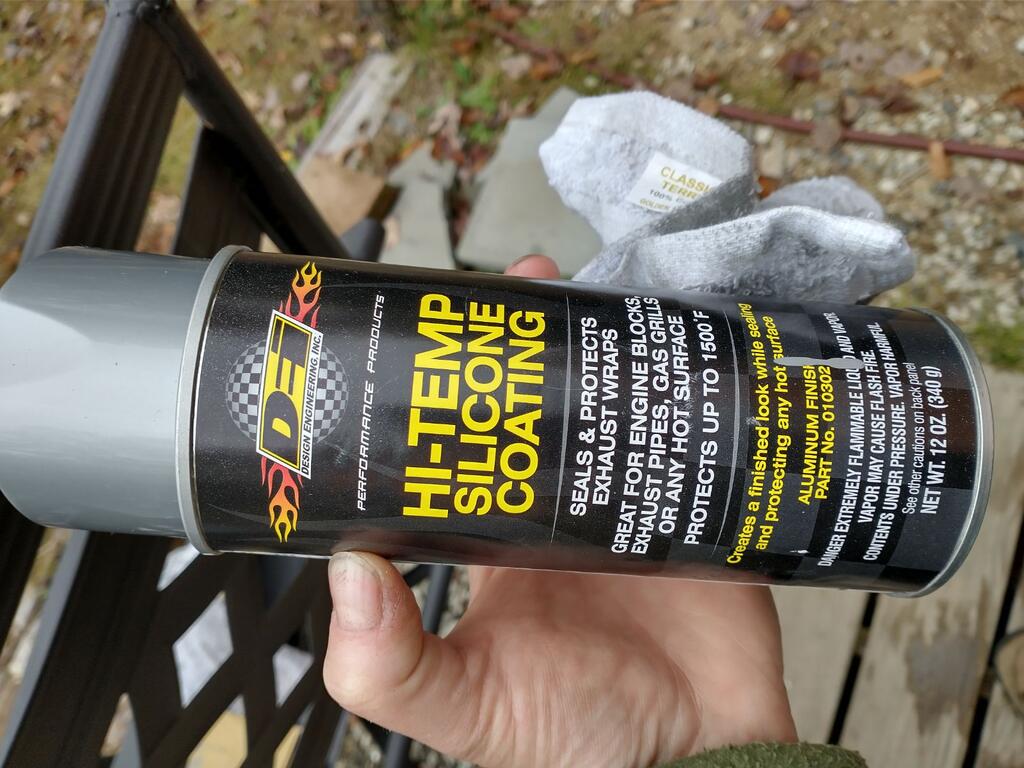 DEI
DESIGN ENGINEERING, INC.
PERFORMANCE PRODUCTS
HI-TEMP
SILICONE
COATING
SEALS & PROTECTS
EXHAUST WRAPS
GREAT FOR ENGINE BLOCKS,
EXHAUST PIPES, GAS GRILLS
OR ANY HOT SURFACE
PROTECTS UP TO 1500°F
Creates a finished look while sealing
and protecting any hot surface
ALUMINUM FINISH
PART No. 010302
DANGER EXTREMELY FLAMMABLE LIQUID AND VAPOR
VAPOR MAY CAUSE FLASH FIRE.
CONTENTS UNDER PRESSURE. VAPOR HARMFUL
See other cautions on back panel
NET WT. 12 OZ. (340 g)
CLASSI
TERR
100%
GOLDEN